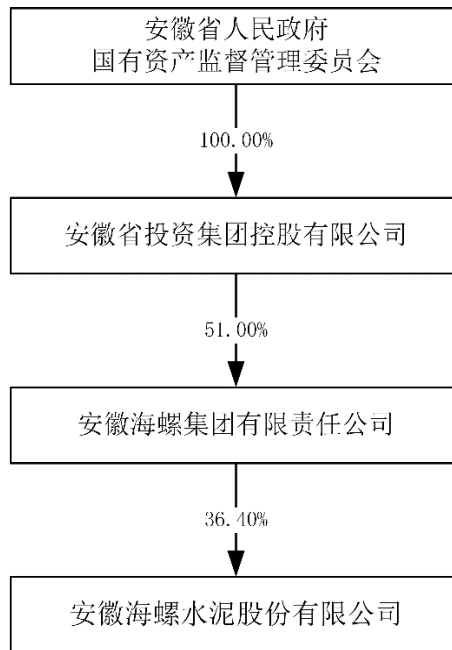 安徽省人民政府
国有资产监督管理委员会
100.00%
安徽省投资集团控股有限公司
51.00%
安徽海螺集团有限责任公司
36.40%
安徽海螺水泥股份有限公司